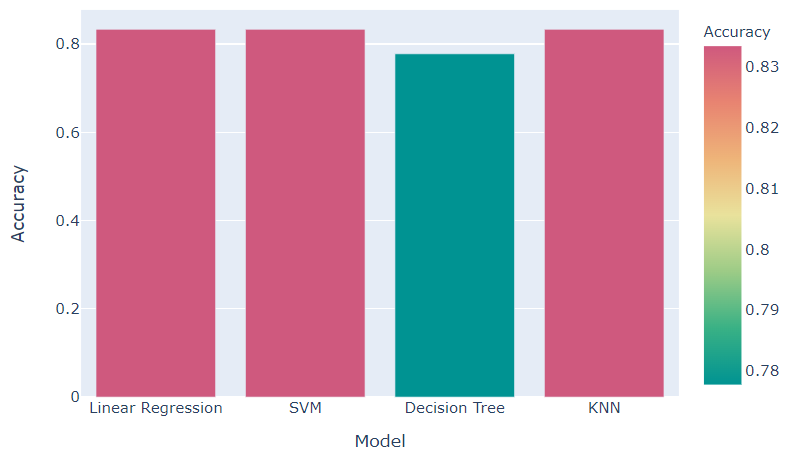 Accuracy
0.8
0.6
0.4
0.2
0
Linear Regression
SVM
Decision Tree
KNN
Model
Accuracy
0.83
0.82
0.81
0.8
0.79
0.78